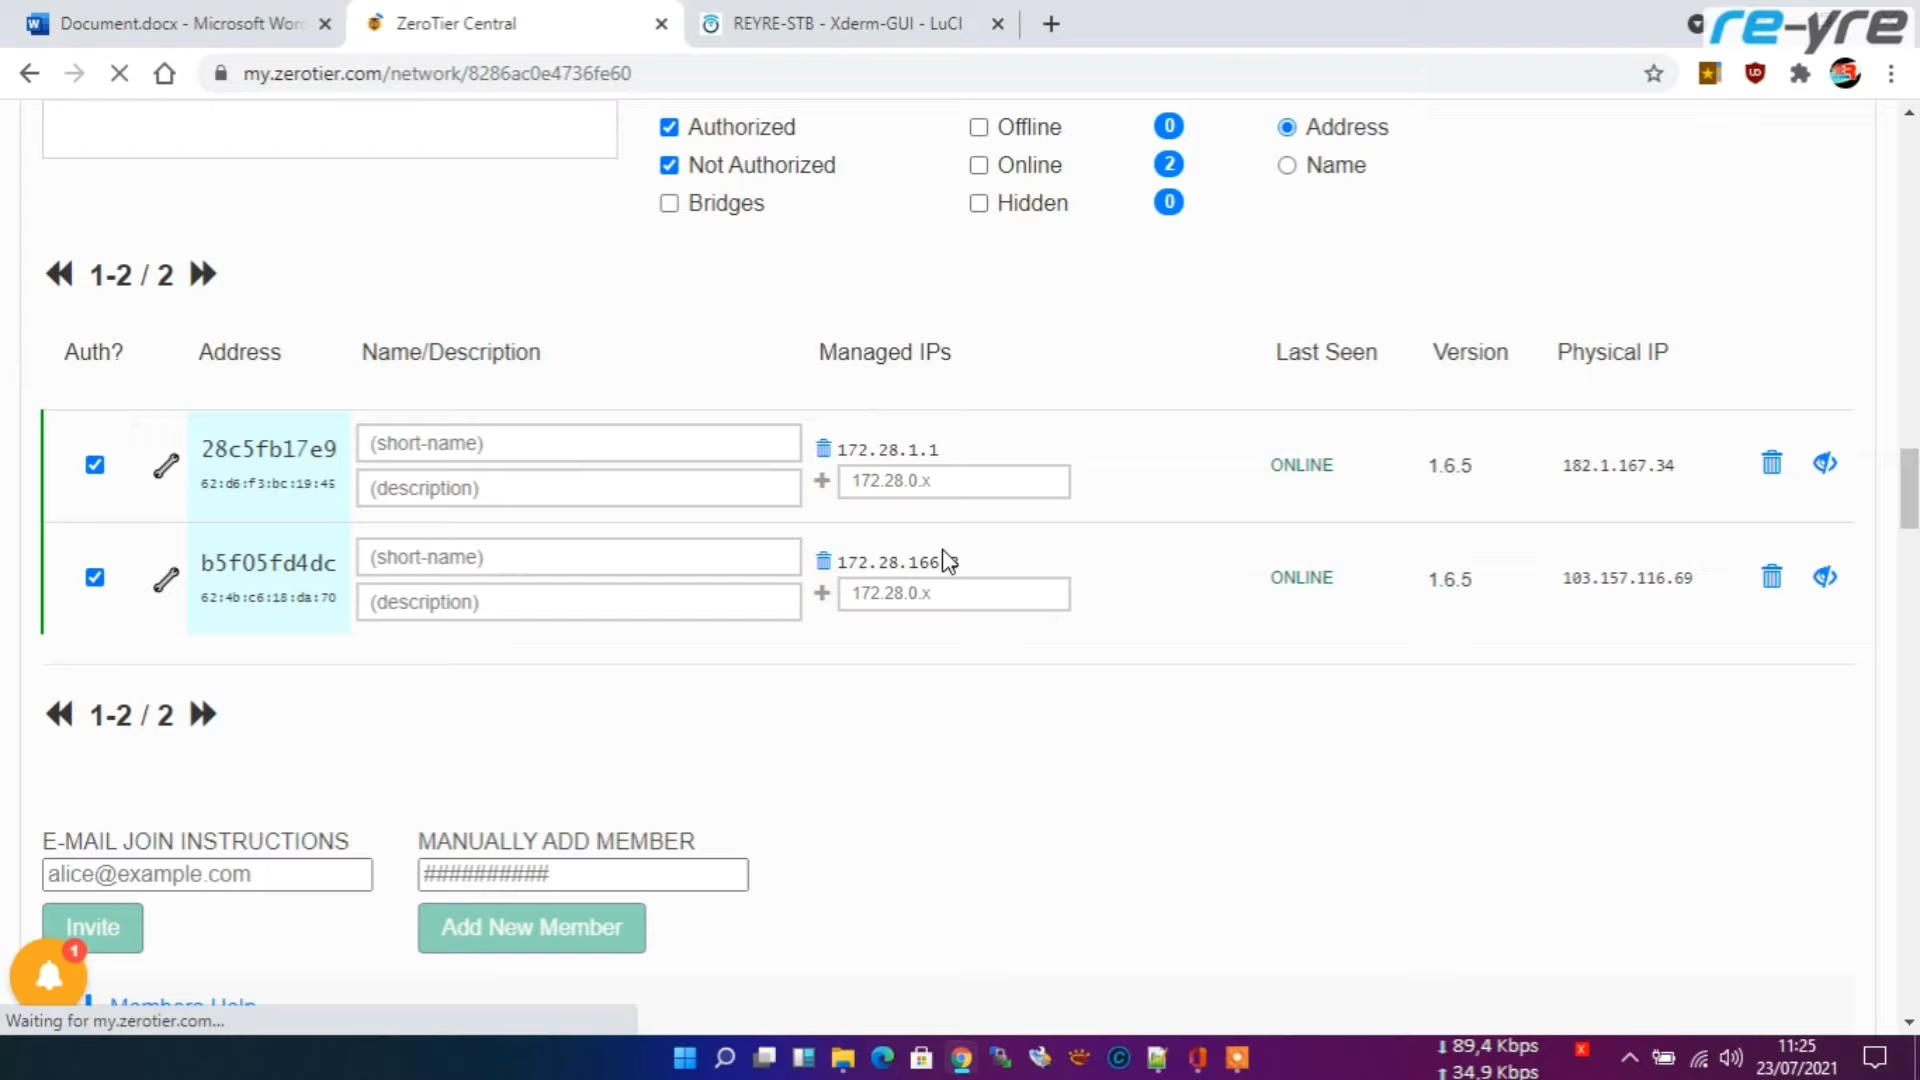 Document.docx - Microsoft Wor
ZeroTier Central
REYRE-STB - Xderm-GUI - LuCI
re-yre
my.zerotier.com/network/8286ac0e4736fe60
Authorized
Offline
0
Address
Not Authorized
Online
2
Name
Bridges
Hidden
0
1-2 / 2
Auth?
Address
Name/Description
Managed IPs
Last Seen
Version
Physical IP
28c5fb17e9
62:d6:f3:bc:19:45
(short-name)
(description)
172.28.1.1
172.28.0.x
ONLINE
1.6.5
182.1.167.34
b5f05fd4dc
62:4b:c6:18:da:70
(short-name)
(description)
172.28.0.x
ONLINE
1.6.5
103.157.116.69
1-2 / 2
E-MAIL JOIN INSTRUCTIONS
MANUALLY ADD MEMBER
alice@example.com
##########
Invite
Add New Member
1
Members Help
Waiting for my.zerotier.com...
89,4 Kbps
34,9 Kbps
11:25
23/07/2021